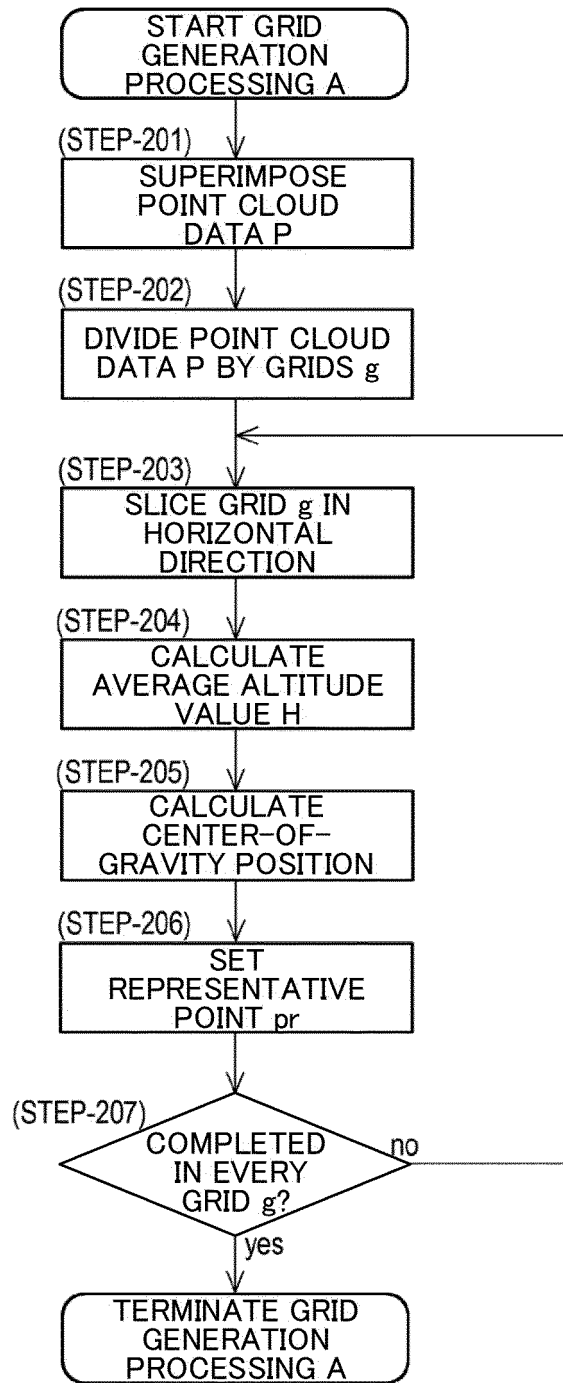 START GRID
GENERATION
PROCESSING A
(STEP-201)
SUPERIMPOSE
POINT CLOUD
DATA P
(STEP-202)
DIVIDE POINT CLOUD
DATA P BY GRIDS g
(STEP-203)
SLICE GRID g IN
HORIZONTAL
DIRECTION
(STEP-204)
CALCULATE
AVERAGE ALTITUDE
VALUE H
(STEP-205)
CALCULATE
CENTER-OF-
GRAVITY POSITION
(STEP-206)
SET
REPRESENTATIVE
POINT pr
(STEP-207)
COMPLETED
IN EVERY
GRID g?
no
yes
TERMINATE GRID
GENERATION
PROCESSING A